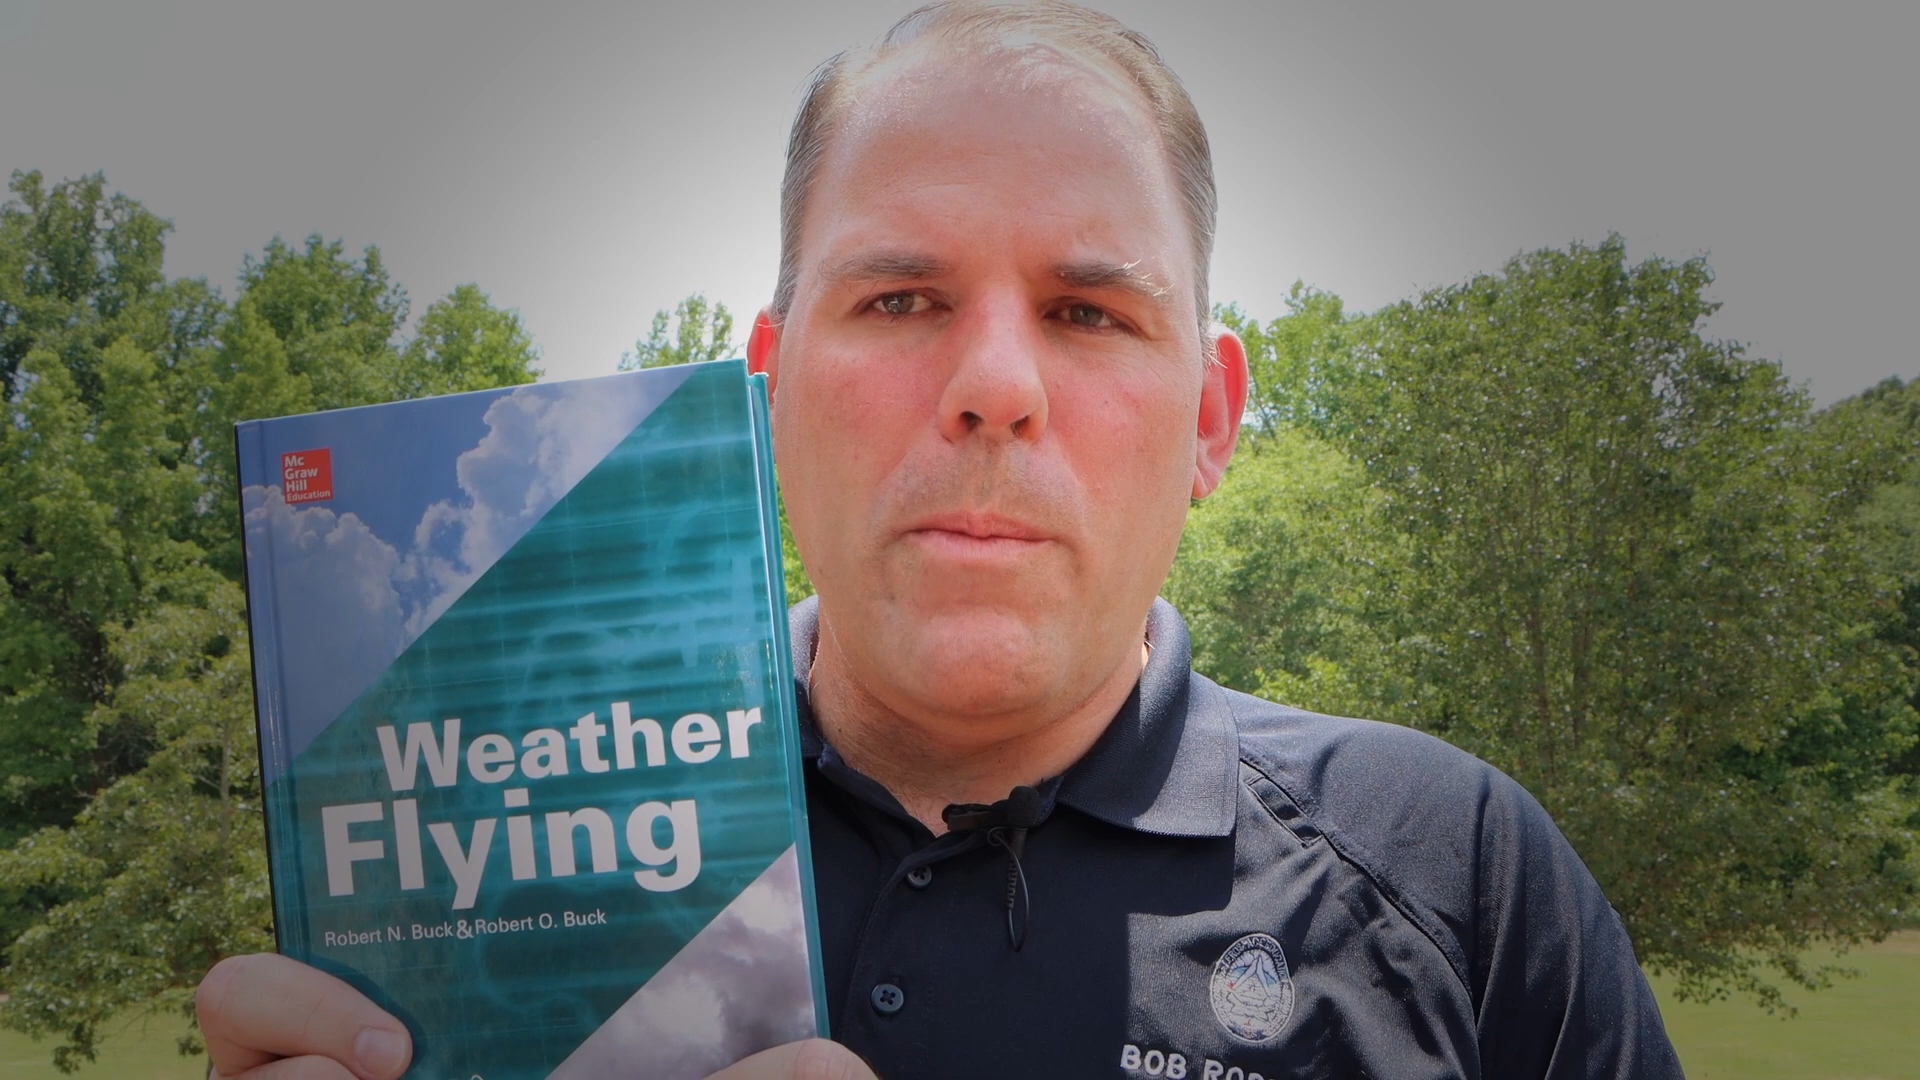 Mc
Graw
Hill
Education
Weather
Flying
Robert N. Buck & Robert O. Buck
BOB